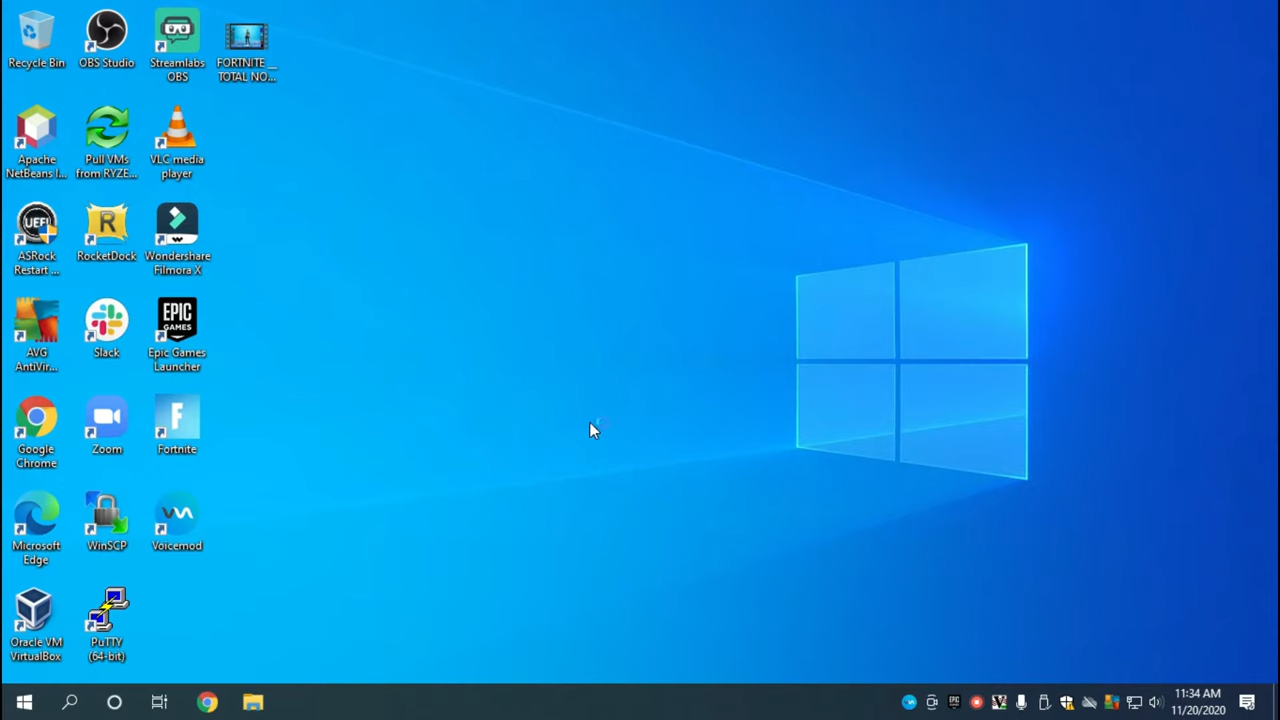 Recycle Bin
OBS Studio
Streamlabs
OBS
FORTNITE __
TOTAL NO...
Apache
NetBeans I...
Pull VMs
from RYZE...
VLC media
player
UEFI
ASRock
Restart ...
R
RocketDock
Wondershare
Filmora X
AVG
AntiVir...
Slack
EPIC
GAMES
Epic Games
Launcher
Google
Chrome
Zoom
F
Fortnite
Microsoft
Edge
WinSCP
Voicemod
Oracle VM
VirtualBox
PuTTY
(64-bit)
11:34 AM
11/20/2020